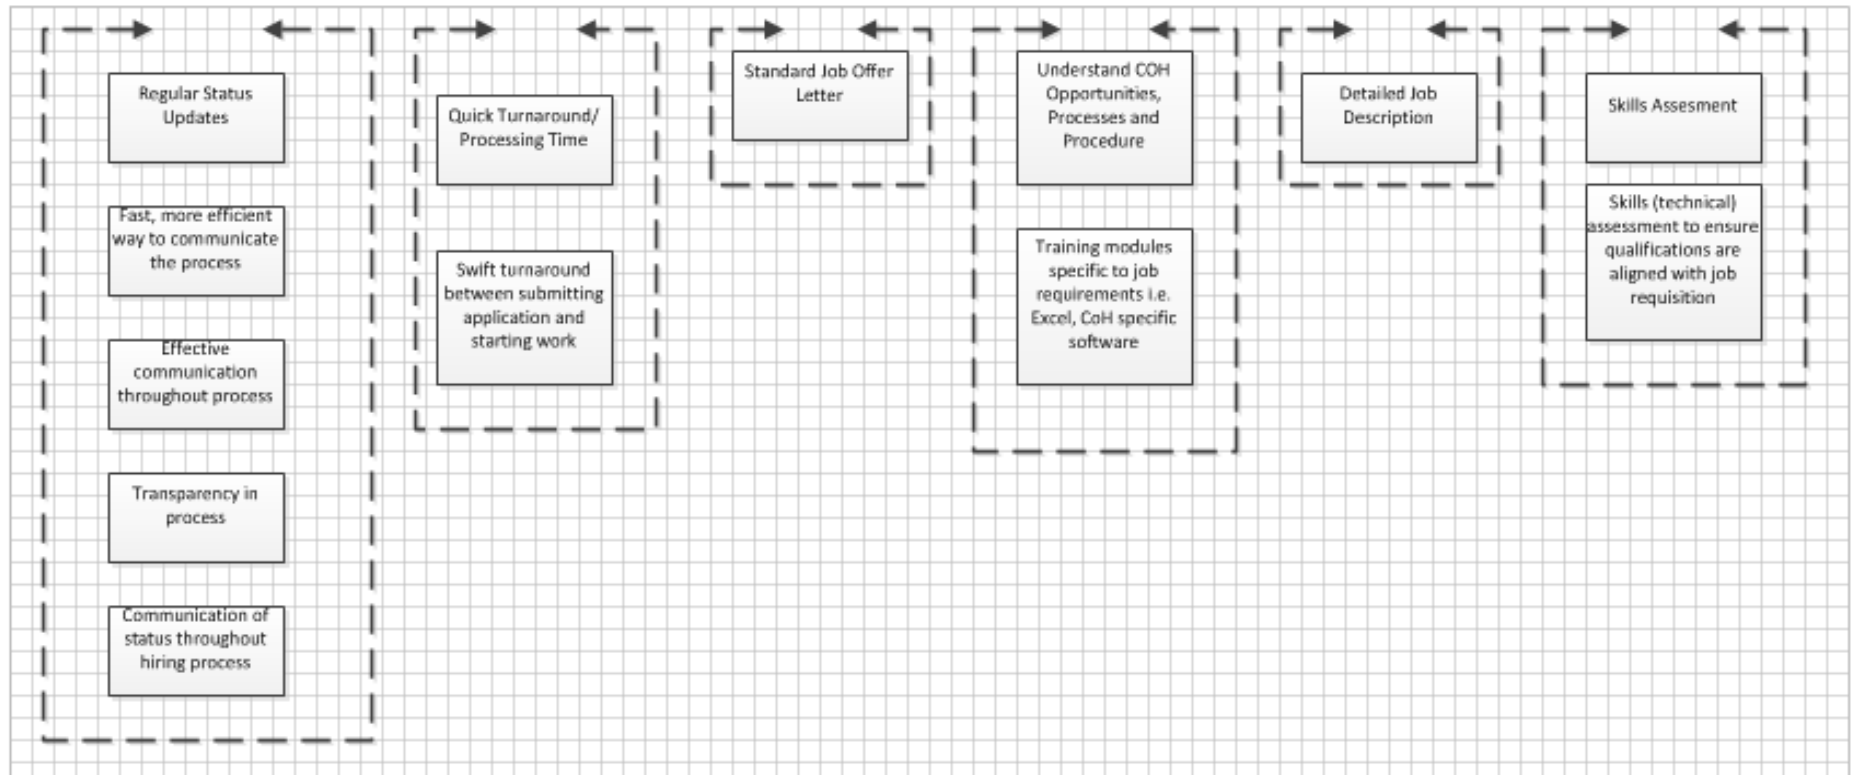 Regular Status
Updates
Fast, more efficient
way to communicate
the process
Effective
communication
throughout process
Transparency in
process
Communication of
status throughout
hiring process
Quick Turnaround/
Processing Time
Swift turnaround
between submitting
application and
starting work
Standard Job Offer
Letter
Understand COH
Opportunities,
Processes and
Procedure
Training modules
specific to job
requirements i.e.
Excel, CoH specific
software
Detailed Job
Description
Skills Assesment
Skills (technical)
assessment to ensure
qualifications are
aligned with job
requisition